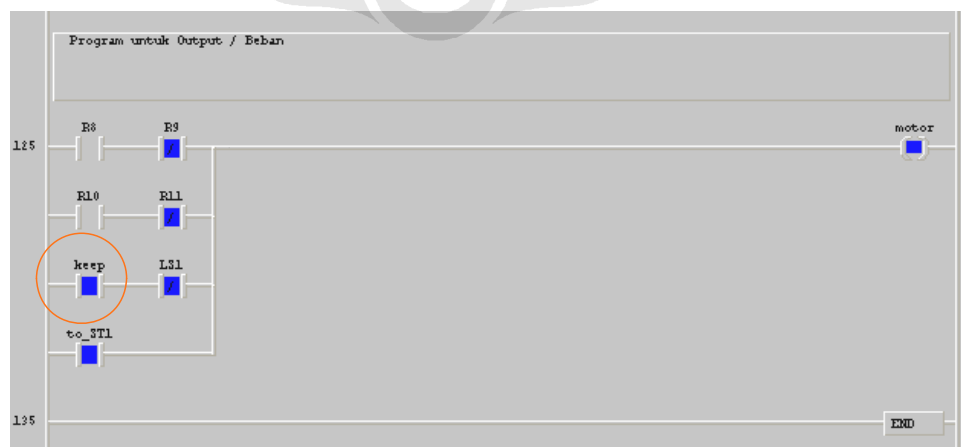 Program untuk Output / Beban
R8 R9 motor
125
R10 R11
keep LS1
to_ST1
135 END